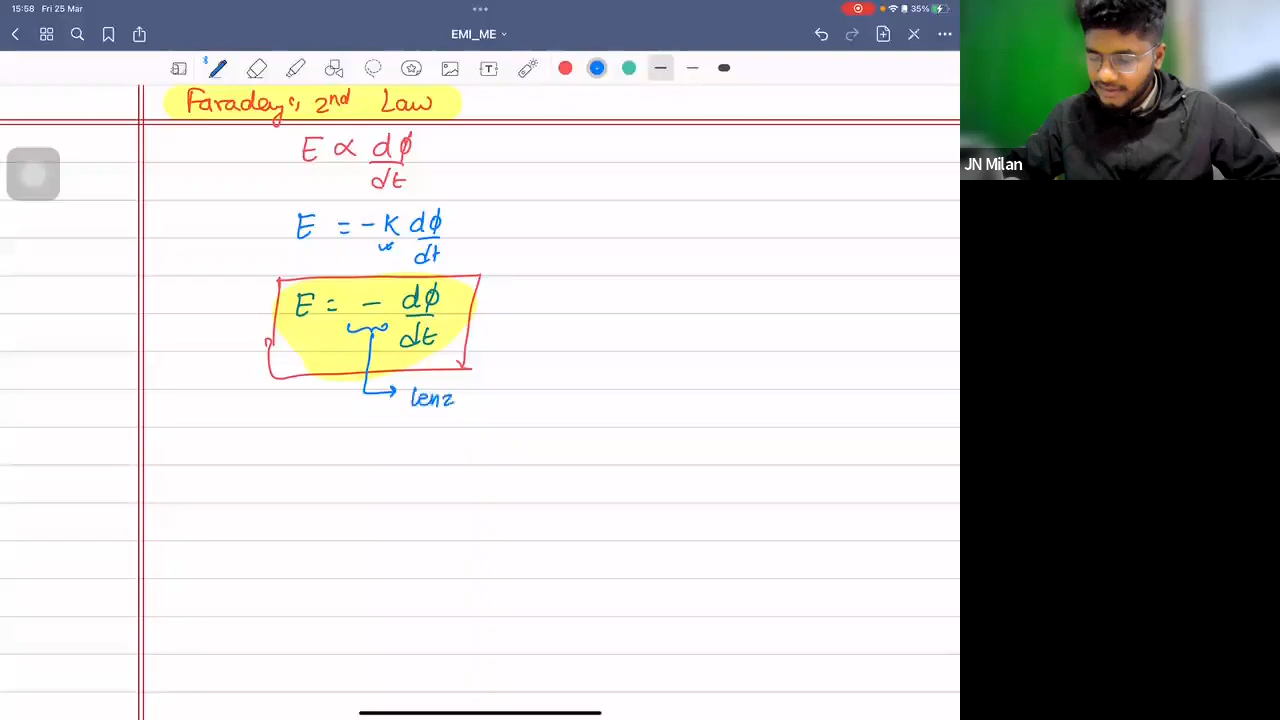 15:58 Fri 25 Mar
35%
EMI_ME
JN Milan
Faraday's 2nd Law
E ∝ dϕ/dt
E = -K dϕ/dt
E = - dϕ/dt
lenz